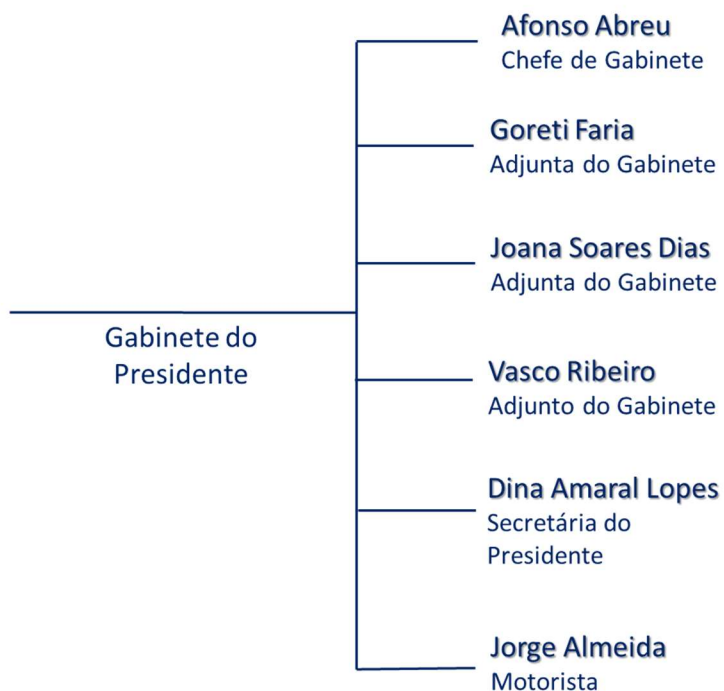 Afonso Abreu
Chefe de Gabinete
Goreti Faria
Adjunta do Gabinete
Joana Soares Dias
Adjunta do Gabinete
Gabinete do
Presidente
Vasco Ribeiro
Adjunto do Gabinete
Dina Amaral Lopes
Secretária do
Presidente
Jorge Almeida
Motorista